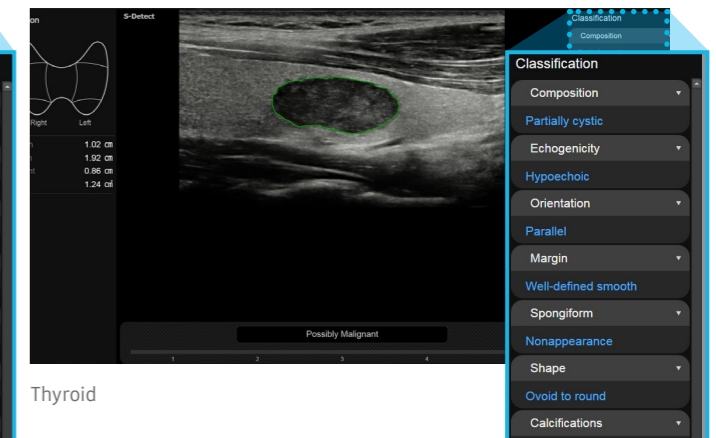 on
S-Detect
Right
Left
1.02 cm
1.92 cm
nt
0.86 cm
1.24 cm
Possibly Malignant
1
2
3
4
Thyroid
Classification
Composition
Classification
Composition
Partially cystic
Echogenicity
Hypoechoic
Orientation
Parallel
Margin
Well-defined smooth
Spongiform
Nonappearance
Shape
Ovoid to round
Calcifications